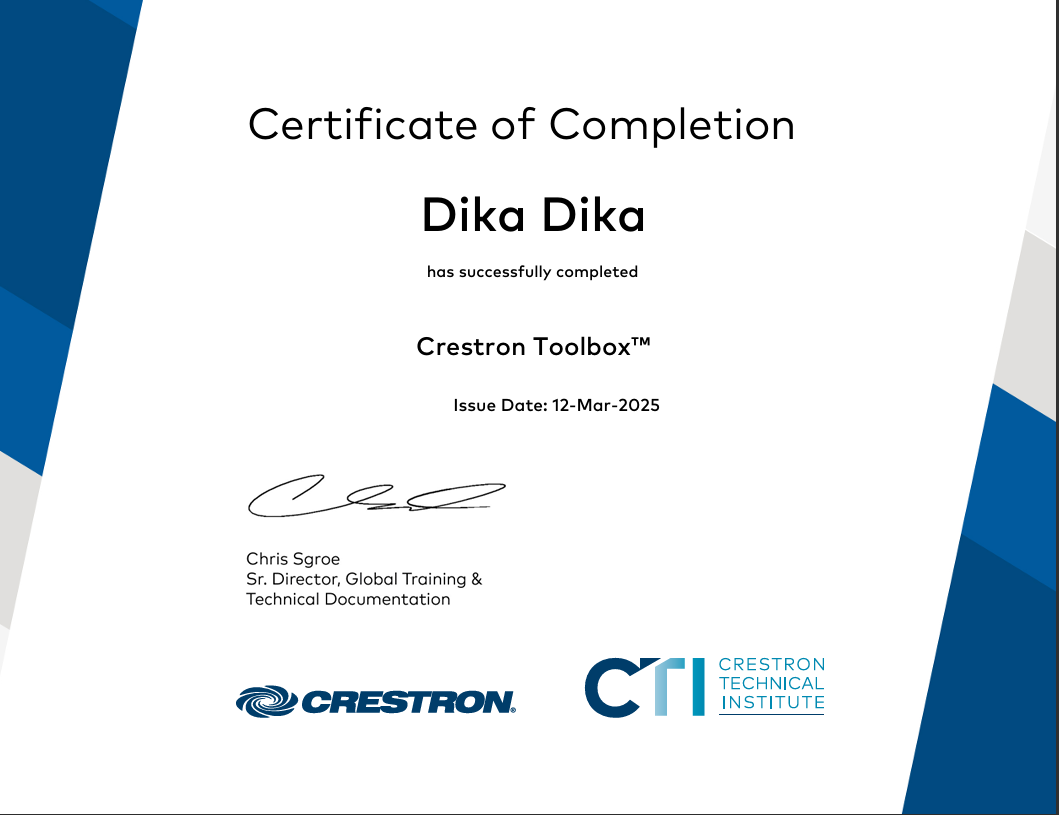 Certificate of Completion
Dika Dika
has successfully completed
Crestron Toolbox™
Issue Date: 12-Mar-2025
Chris Sgroe
Sr. Director, Global Training &
Technical Documentation
CRESTRON®
CTI
CRESTRON
TECHNICAL
INSTITUTE